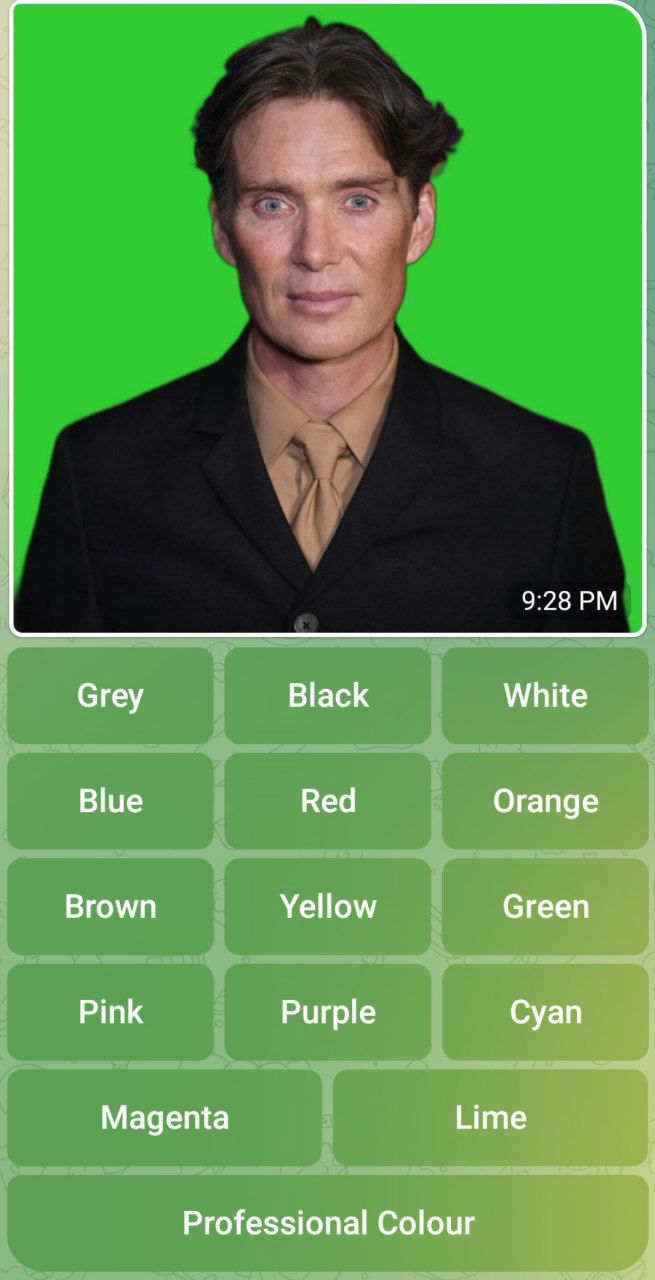 9:28 PM
Grey Black White
Blue Red Orange
Brown Yellow Green
Pink Purple Cyan
Magenta Lime
Professional Colour